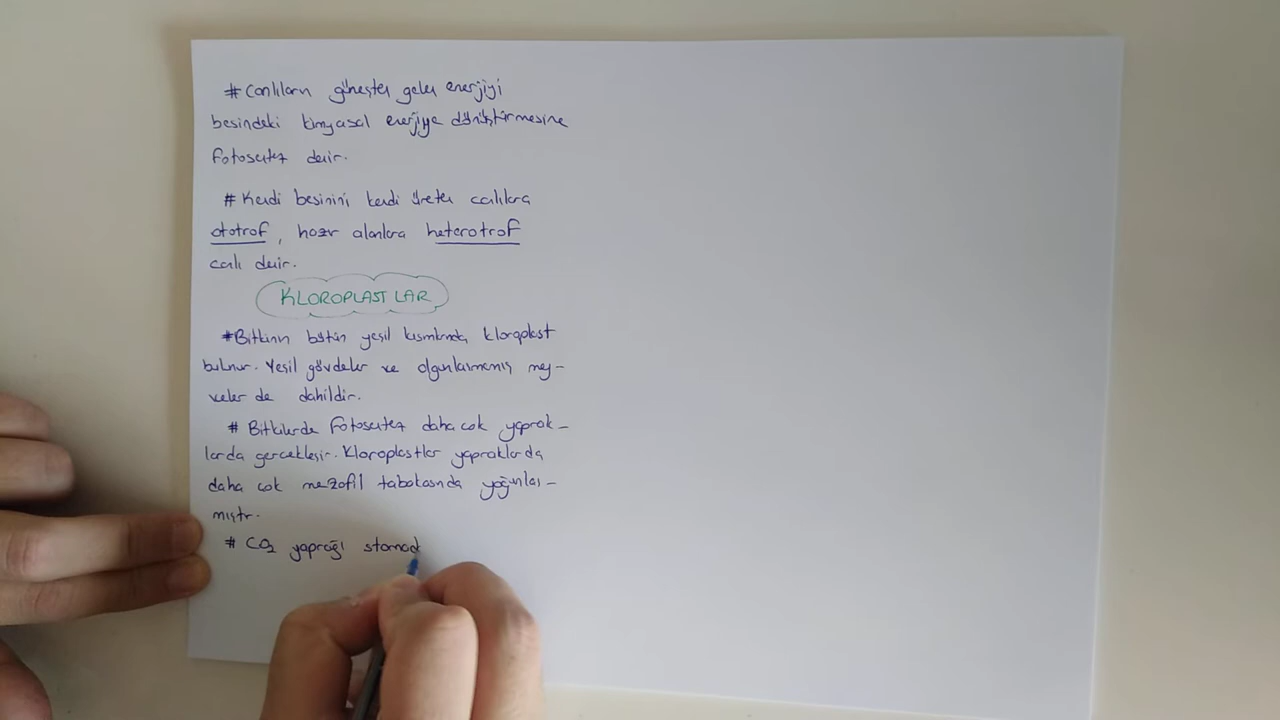 # Canlıların güneşten gelen enerjiyi
besindeki kimyasal enerjiye dönüştürmesine
fotosentez denir.
# Kendi besinini kendi üreten canlılara
ototrof, hazır alanlara heterotrof
canlı denir.
KLOROPLASTLAR
# Bitkinin bütün yeşil kısımlarında kloroplast
bulunur. Yeşil gövdeler ve olgunlaşmamış mey-
veler de dahildir.
# Bitkilerde fotosentez daha çok yaprak-
larda gerçekleşir. Kloroplastlar yapraklarda
daha çok mezofil tabakasında yoğunlaş-
mıştır.
# CO₂ yaprağı stomad